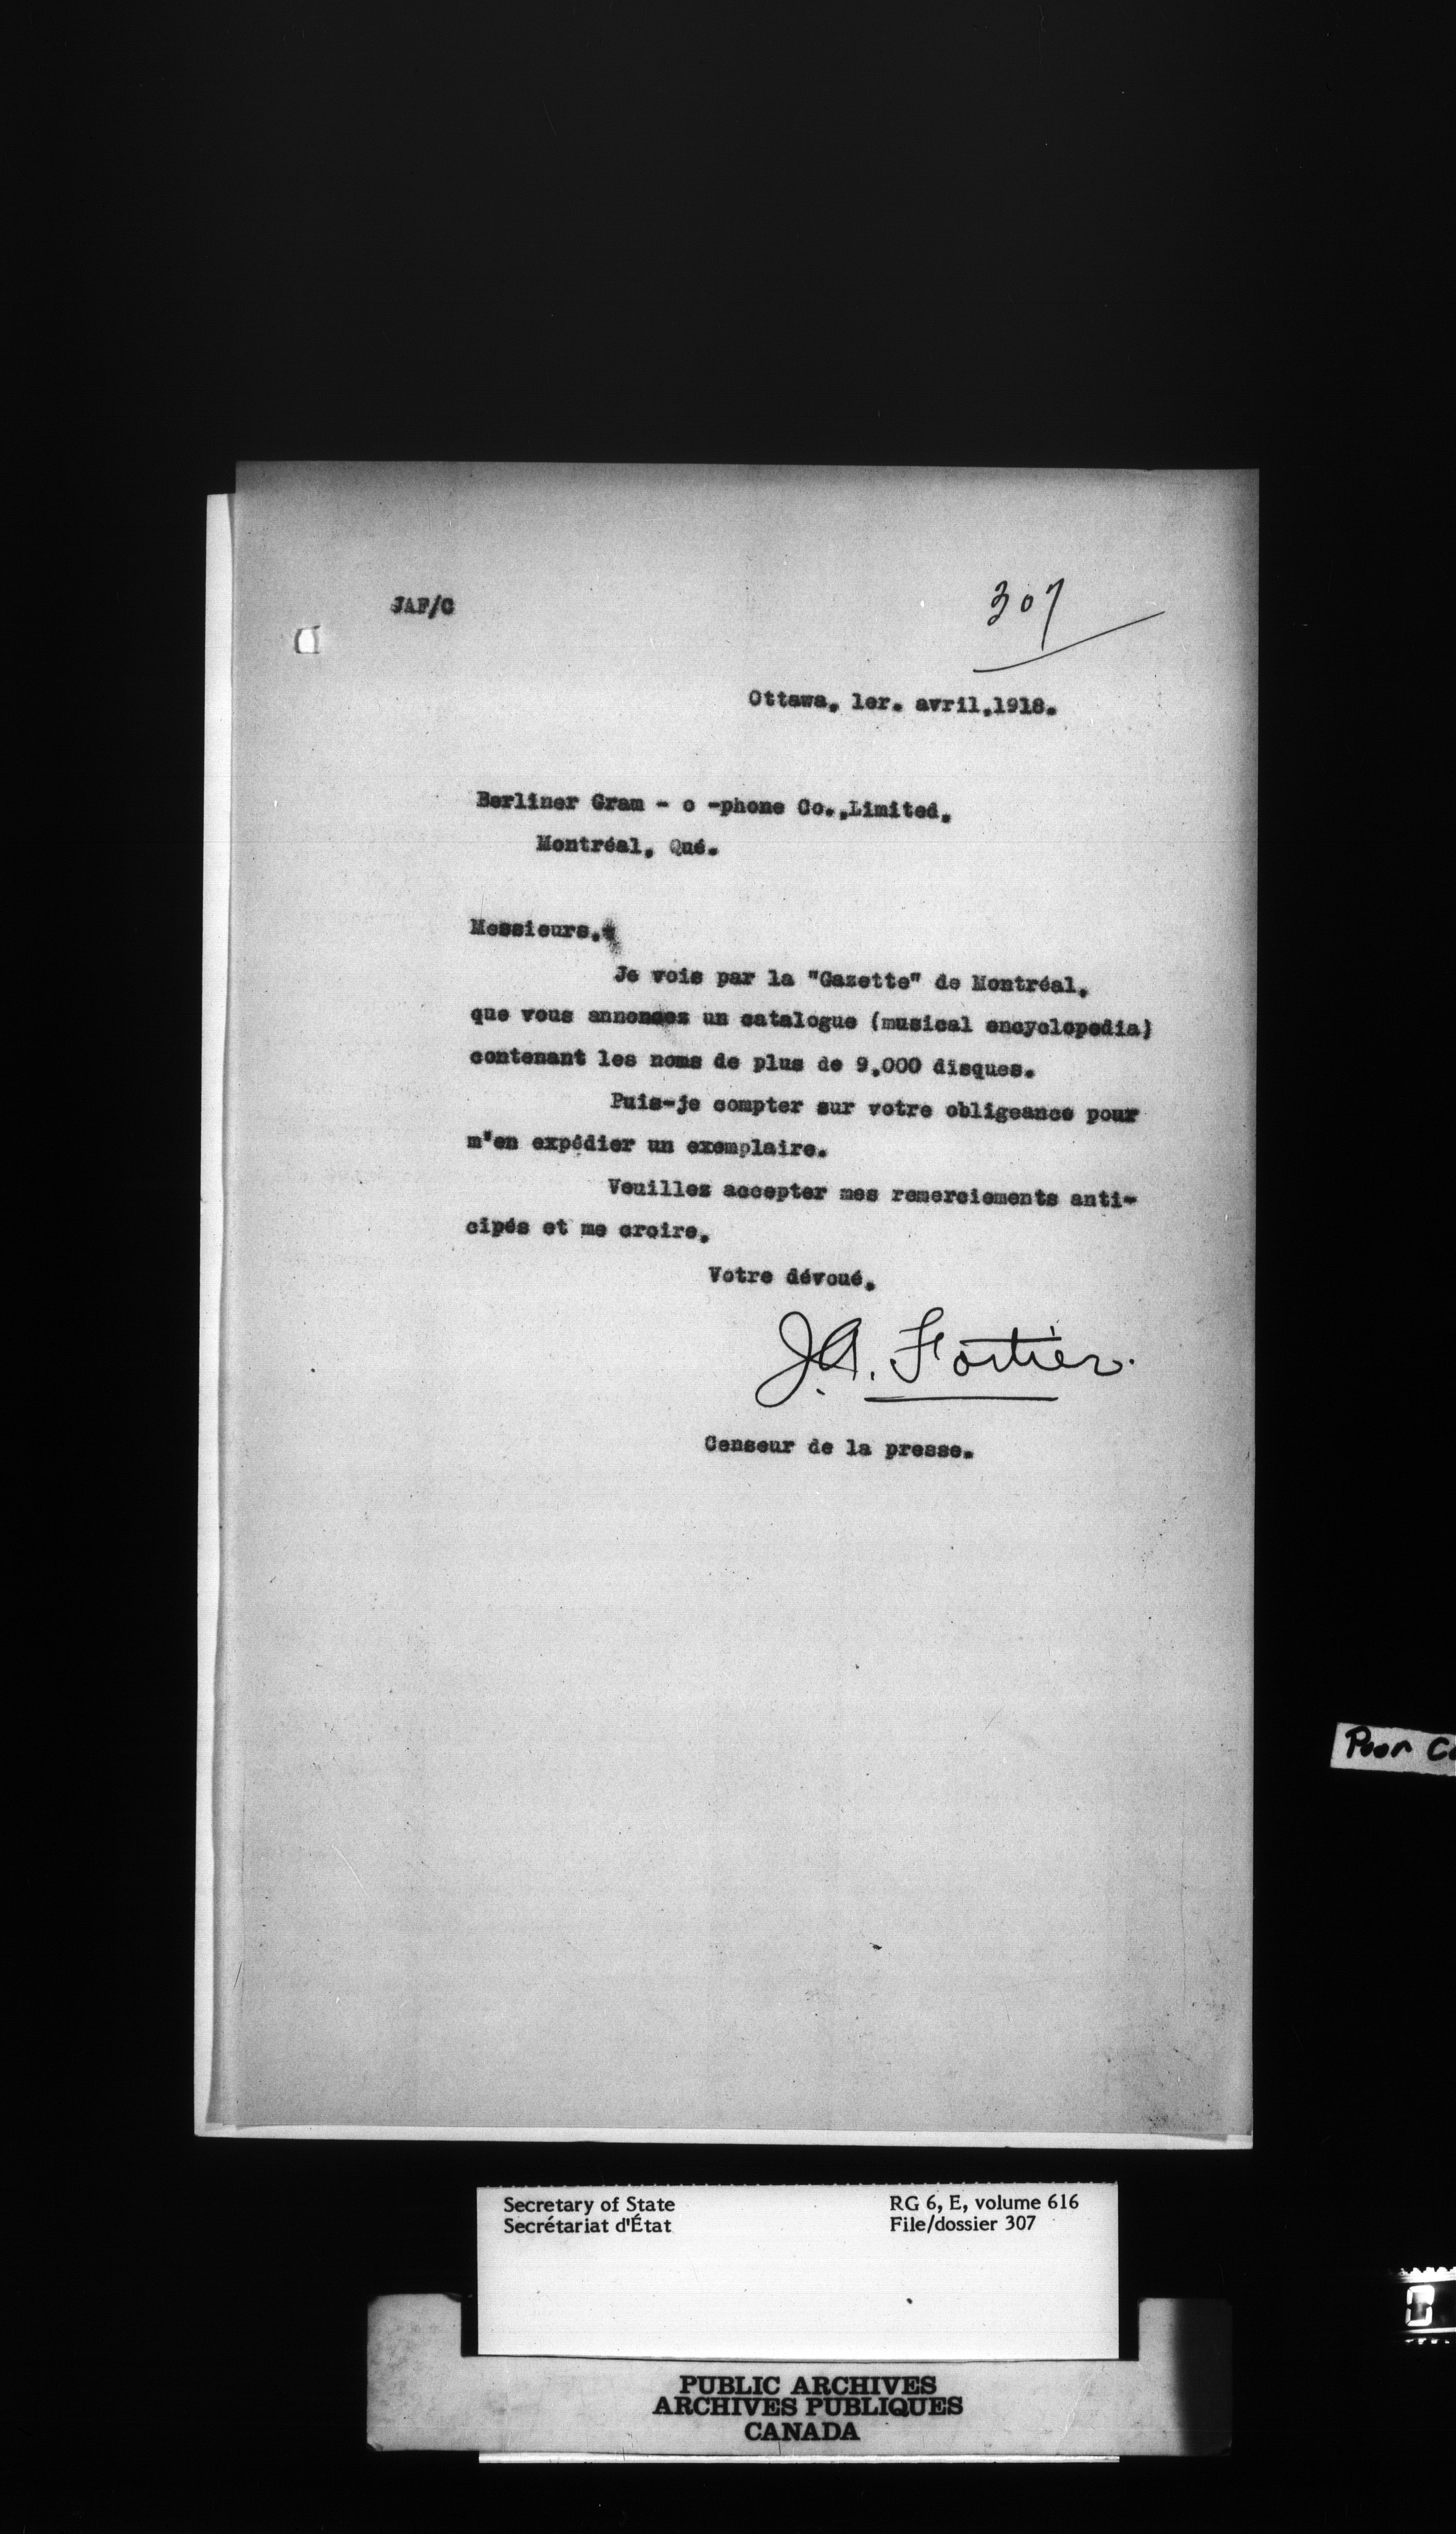 JAF/C
307
Ottawa, 1er. avril,1918.
Berliner Gram - o -phone Co.,Limited,
Montréal, Qué.
Messieurs,
Je vois par la "Gazette" de Montréal,
que vous annoncez un catalogue (musical encyclopedia)
contenant les noms de plus de 9,000 disques.
Puis-je compter sur votre obligeance pour
m'en expédier un exemplaire.
Veuillez accepter mes remerciements anti-
cipés et me croire,
Votre dévoué,
J.A. Fortier.
Censeur de la presse.
Poor
Secretary of State
Secrétariat d'État
RG 6, E, volume 616
File/dossier 307
PUBLIC ARCHIVES
ARCHIVES PUBLIQUES
CANADA